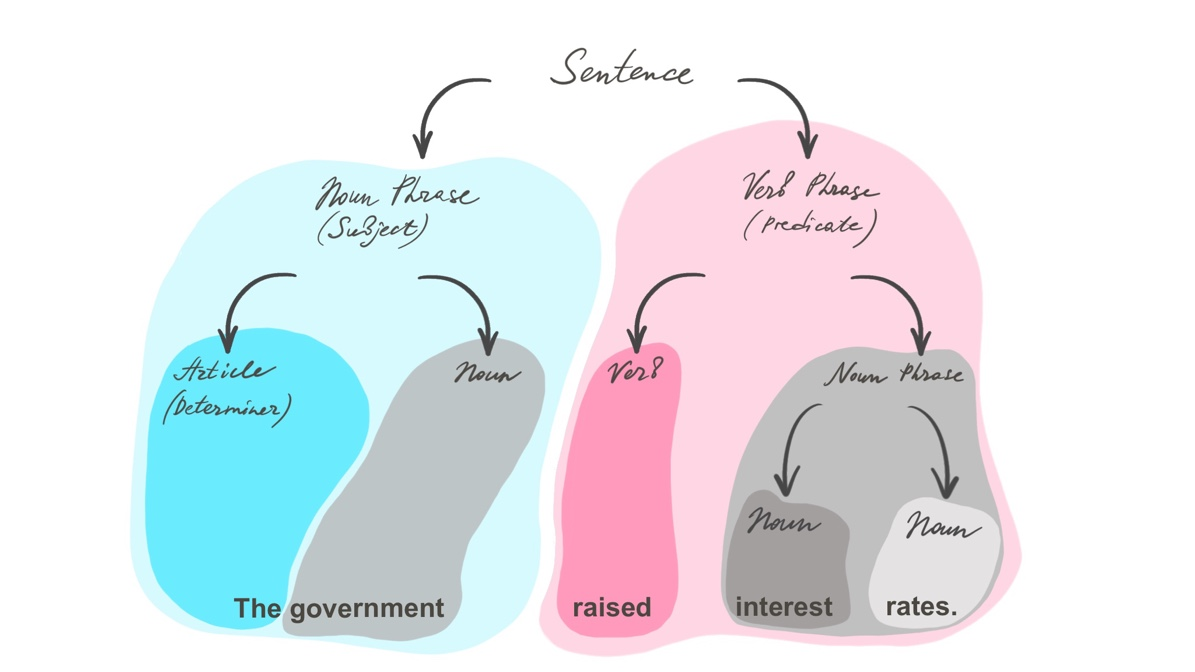 Sentence
Noun Phrase
(Subject)
Verb Phrase
(Predicate)
Article
(Determiner)
Noun
Verb
Noun Phrase
Noun
Noun
The government raised interest rates.